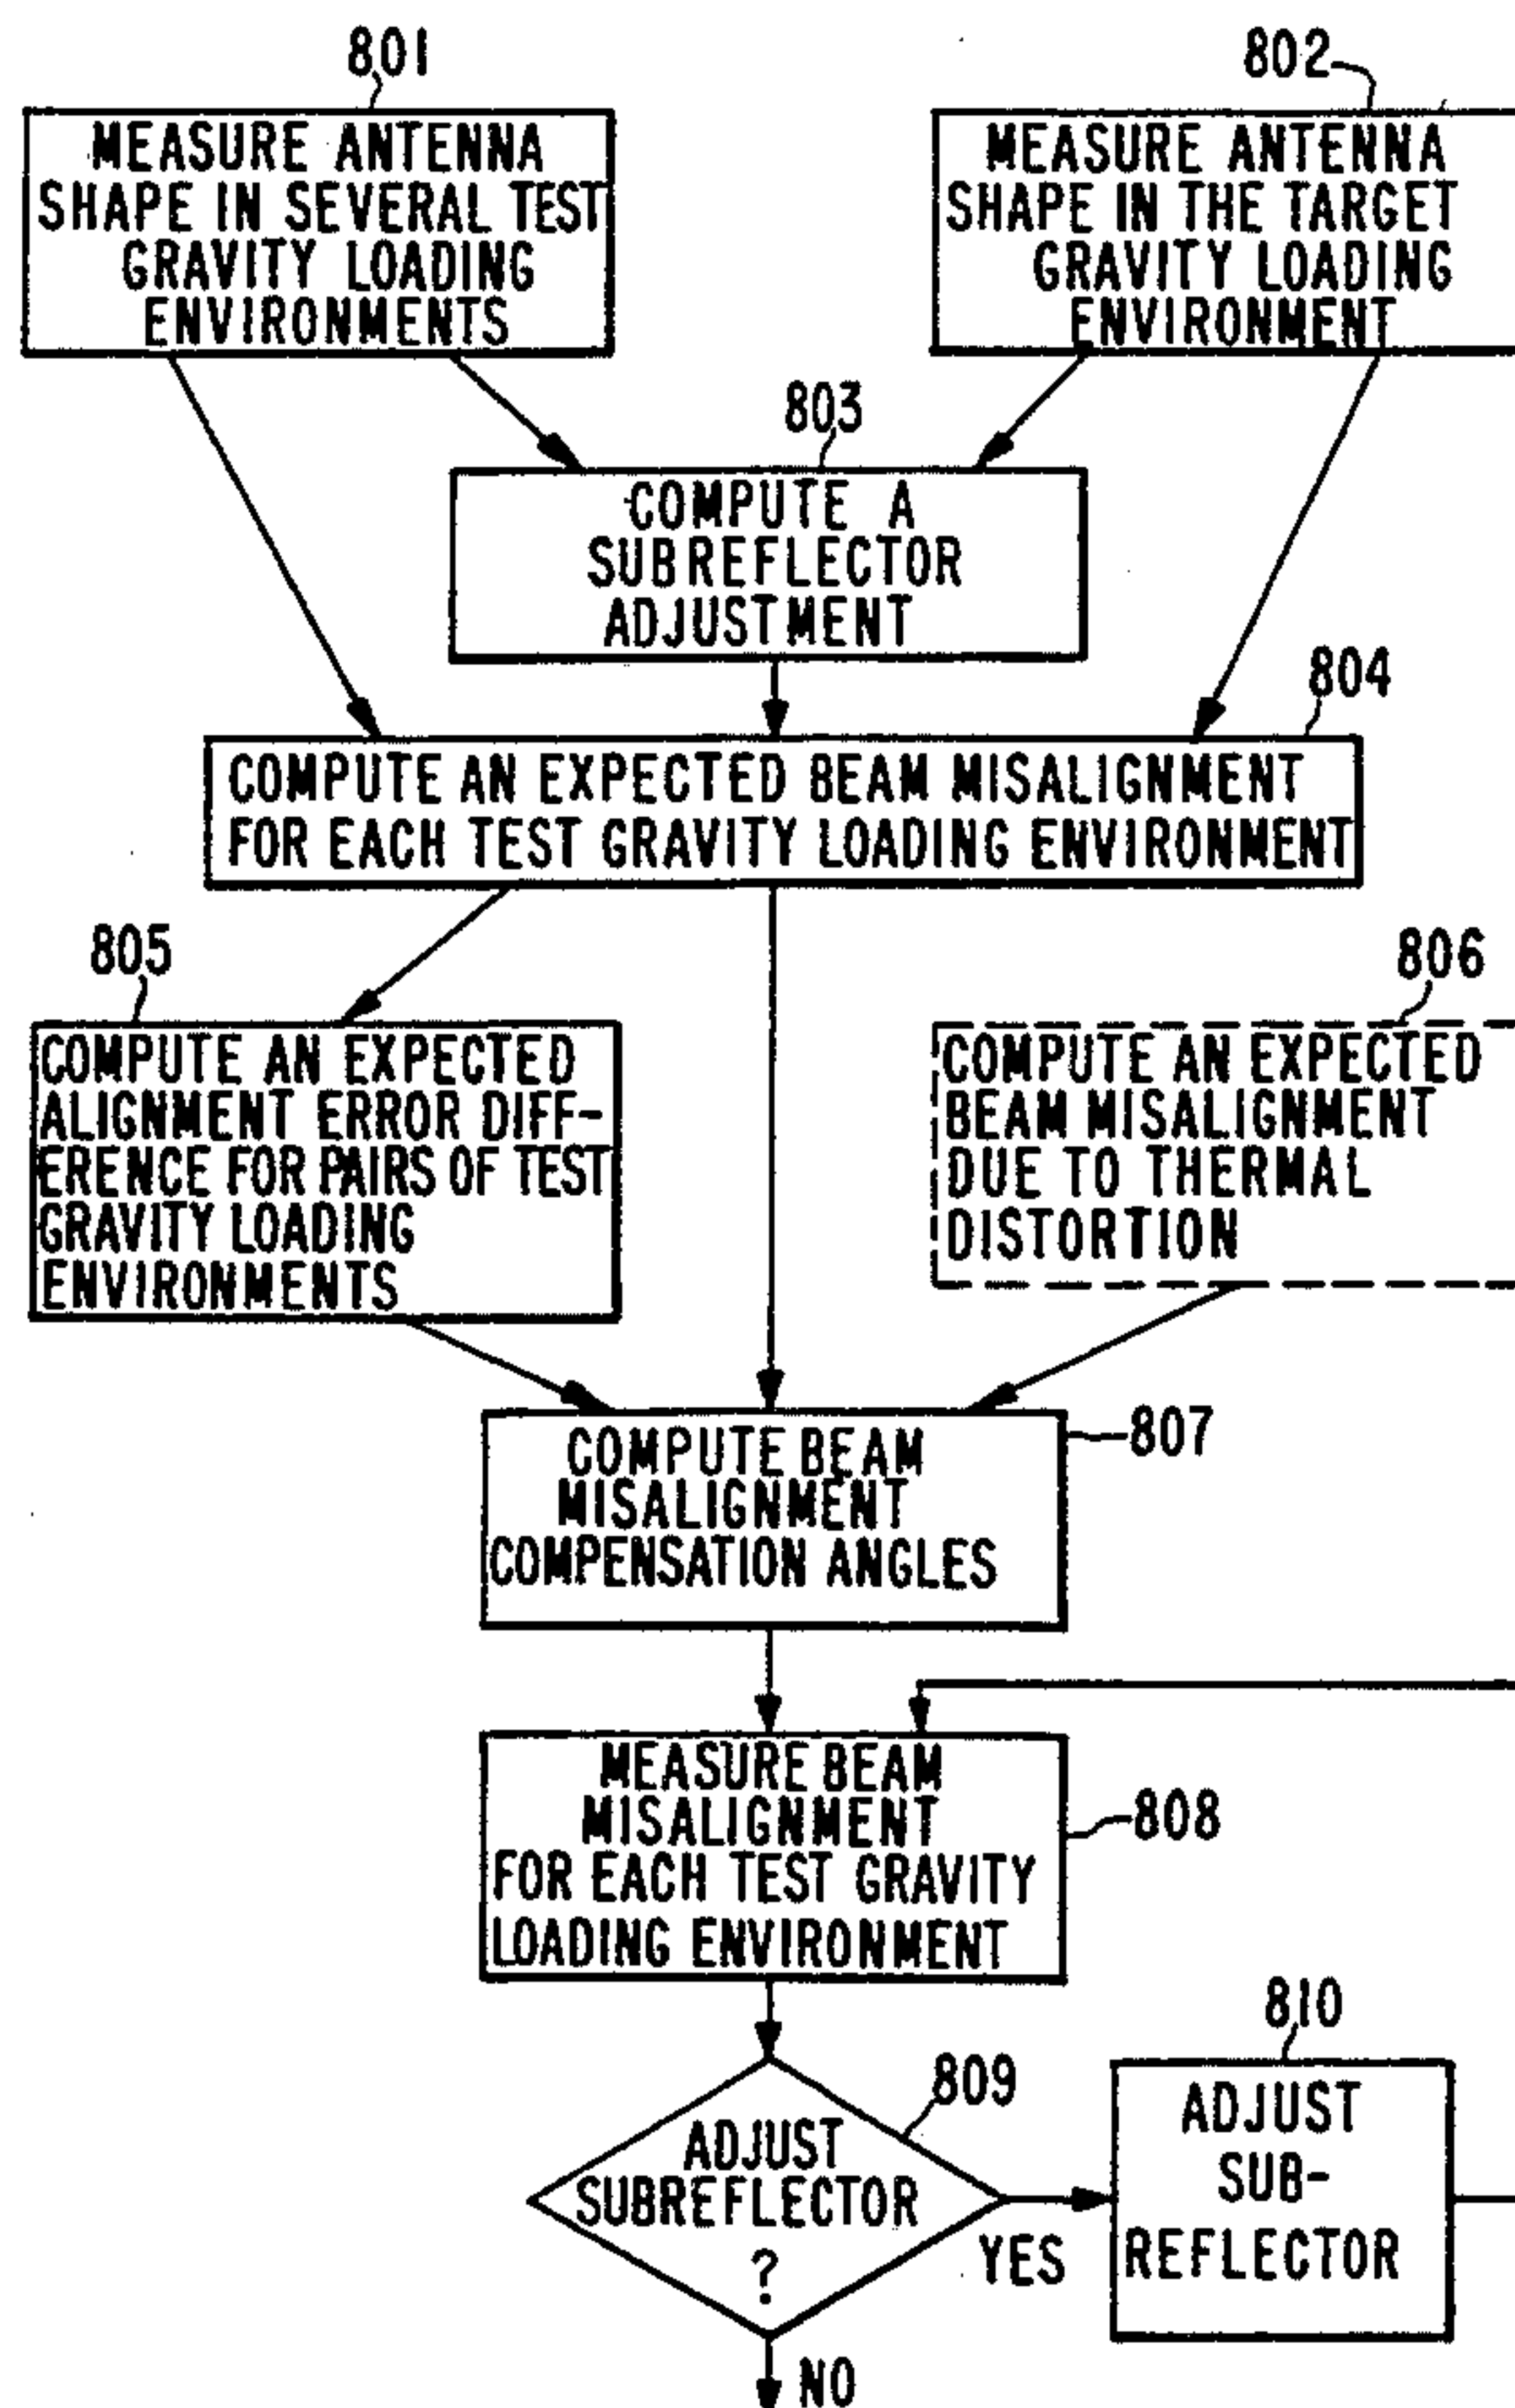 801
MEASURE ANTENNA
SHAPE IN SEVERAL TEST
GRAVITY LOADING
ENVIRONMENTS
802
MEASURE ANTENNA
SHAPE IN THE TARGET
GRAVITY LOADING
ENVIRONMENT
803
COMPUTE A
SUBREFLECTOR
ADJUSTMENT
804
COMPUTE AN EXPECTED BEAM MISALIGNMENT
FOR EACH TEST GRAVITY LOADING ENVIRONMENT
805
COMPUTE AN EXPECTED
ALIGNMENT ERROR DIFF-
ERENCE FOR PAIRS OF TEST
GRAVITY LOADING
ENVIRONMENTS
806
COMPUTE AN EXPECTED
BEAM MISALIGNMENT
DUE TO THERMAL
DISTORTION
807
COMPUTE BEAM
MISALIGNMENT
COMPENSATION ANGLES
808
MEASURE BEAM
MISALIGNMENT
FOR EACH TEST GRAVITY
LOADING ENVIRONMENT
809
ADJUST
SUBREFLECTOR
?
YES
810
ADJUST
SUB-
REFLECTOR
NO